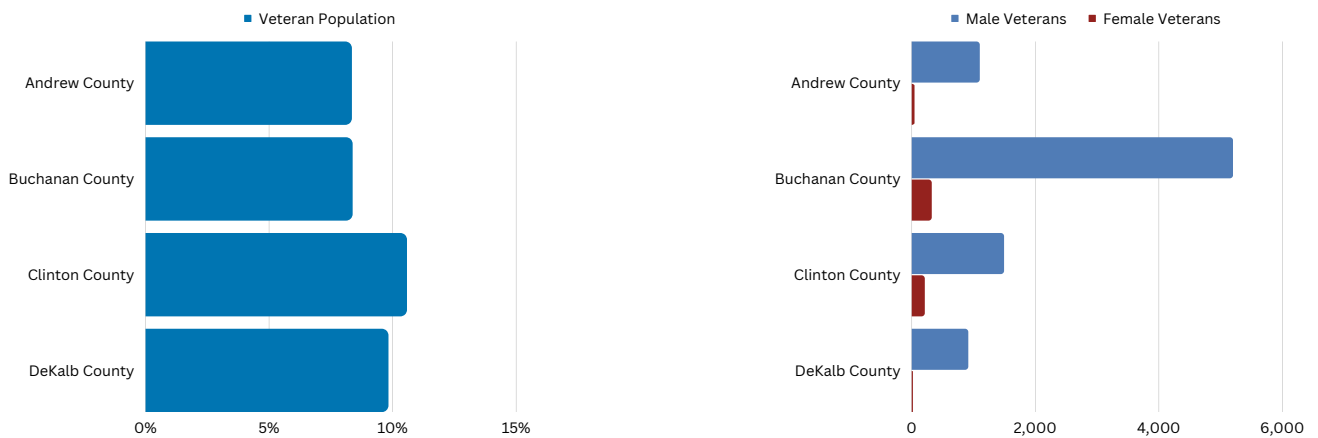 Veteran Population
Andrew County
Buchanan County
Clinton County
DeKalb County
0% 5% 10% 15%
Male Veterans Female Veterans
Andrew County
Buchanan County
Clinton County
DeKalb County
0 2,000 4,000 6,000